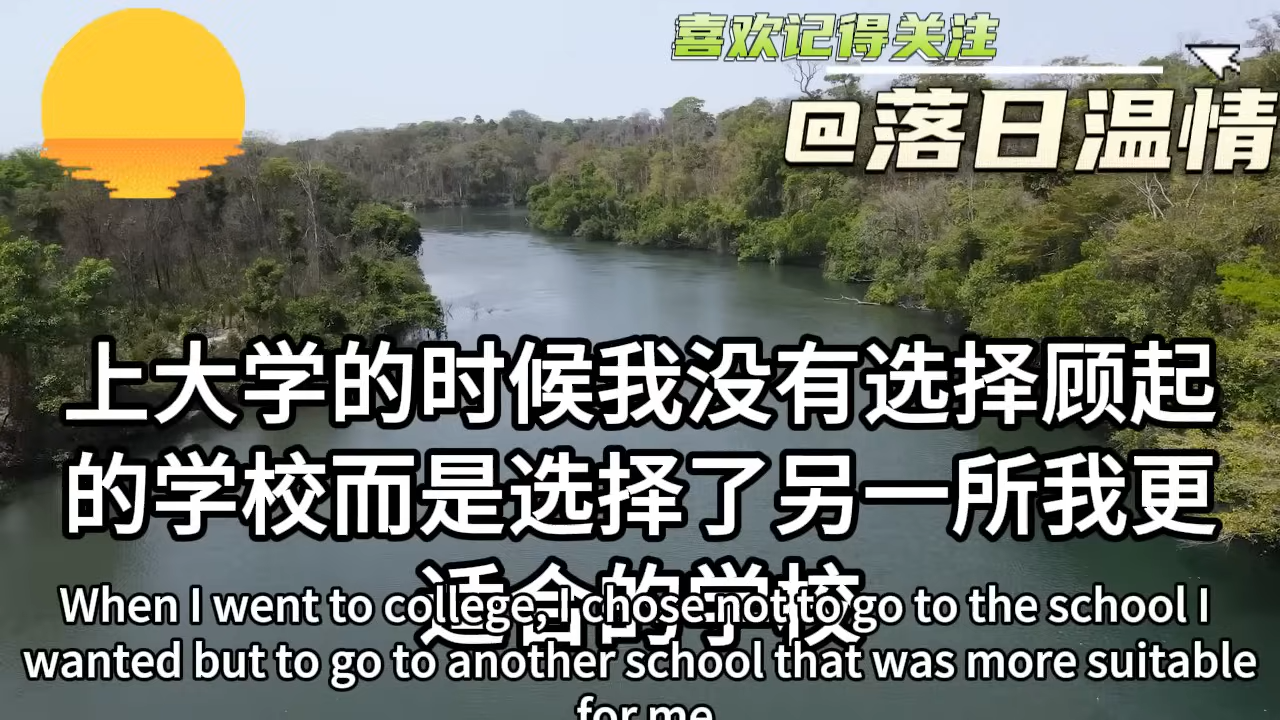 喜欢记得关注
@落日温情
上大学的时候我没有选择顾起
的学校而是选择了另一所我更
适合的学校
When I went to college, I chose not to go to the school I
wanted but to go to another school that was more suitable
for me